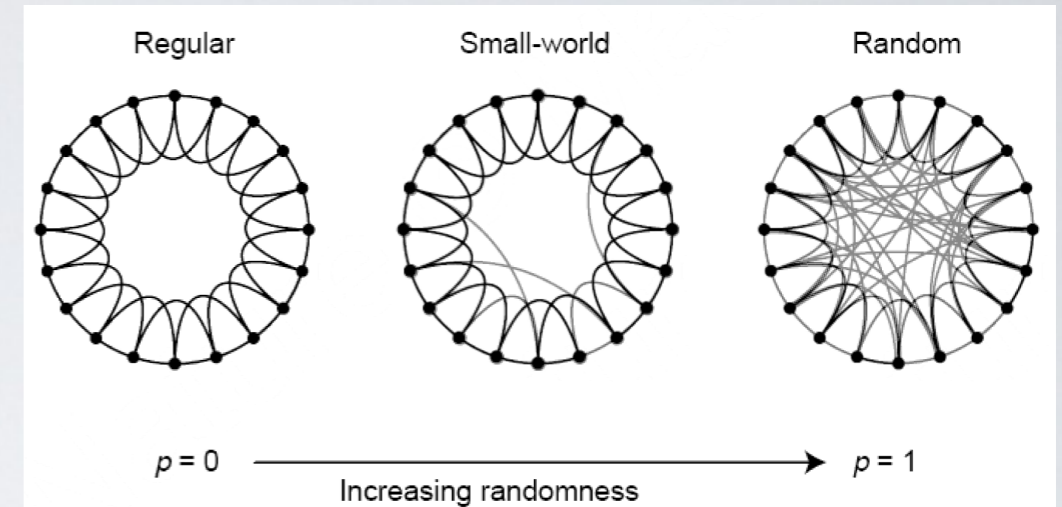 Regular
Small-world
Random
p = 0
p = 1
Increasing randomness